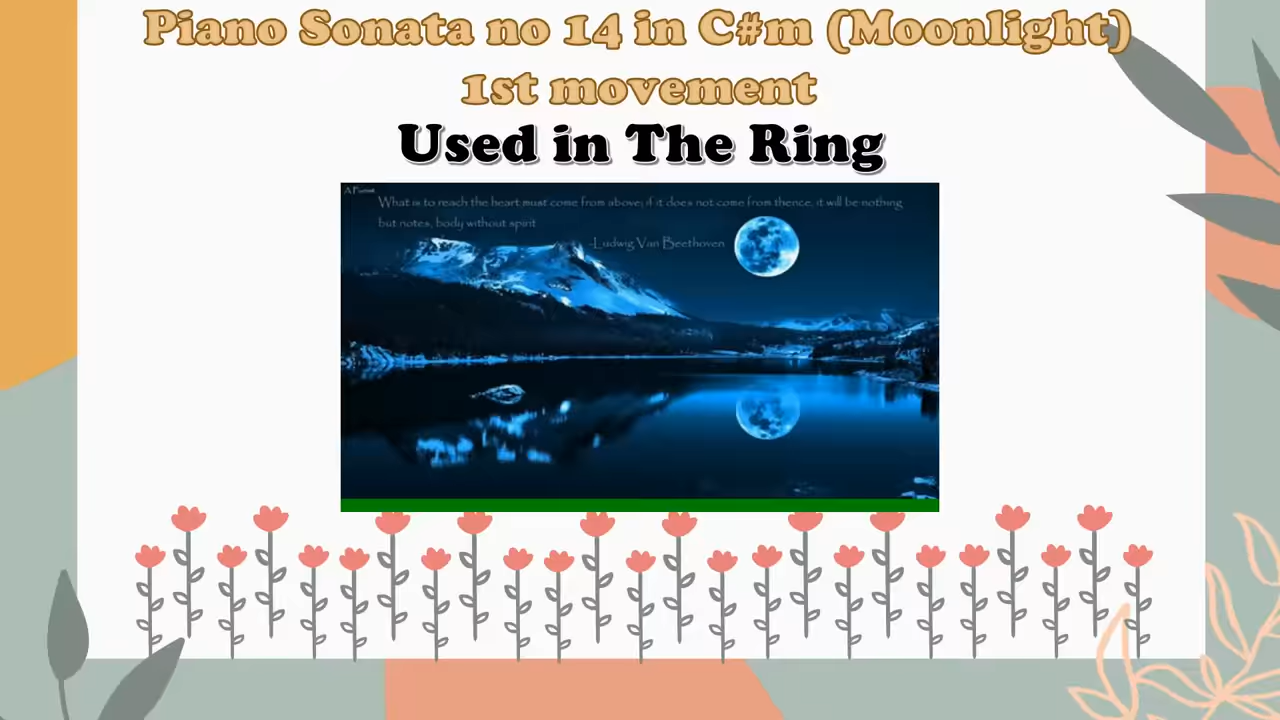 Piano Sonata no 14 in C#m (Moonlight)
1st movement
Used in The Ring
What is to reach the heart must come from above; if it does not come from thence, it will be nothing
but notes, body without spirit
-Ludwig Van Beethoven